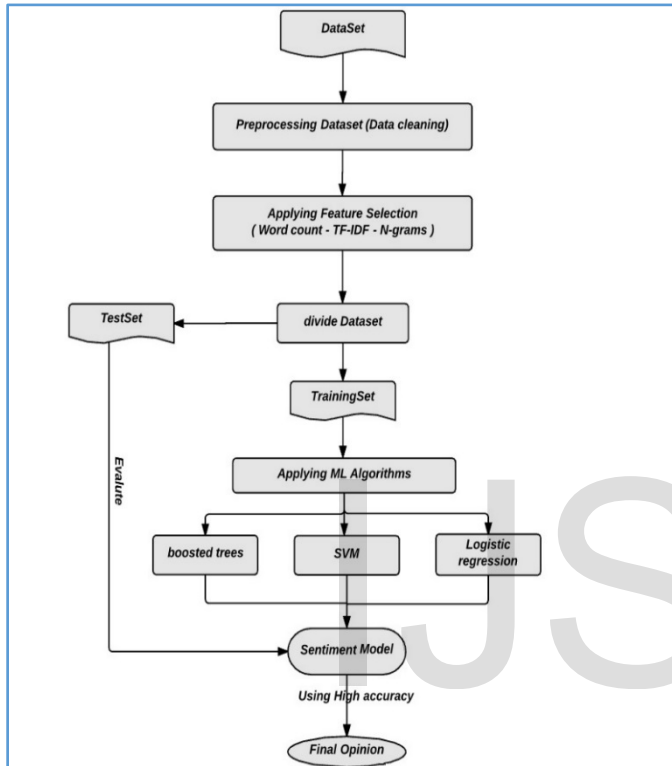 DataSet
Preprocessing Dataset (Data cleaning)
Applying Feature Selection
( Word count - TF-IDF - N-grams )
TestSet
divide Dataset
TrainingSet
Evalute
Applying ML Algorithms
boosted trees
SVM
Logistic
regression
Sentiment Model
Using High accuracy
Final Opinion
IJS